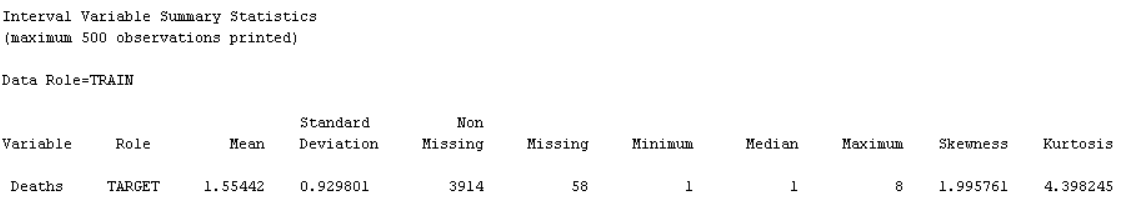 Interval Variable Summary Statistics
(maximum 500 observations printed)
Data Role=TRAIN
Standard Non
Variable Role Mean Deviation Missing Missing Minimum Median Maximum Skewness Kurtosis
Deaths TARGET 1.55442 0.929801 3914 58 1 1 8 1.995761 4.398245